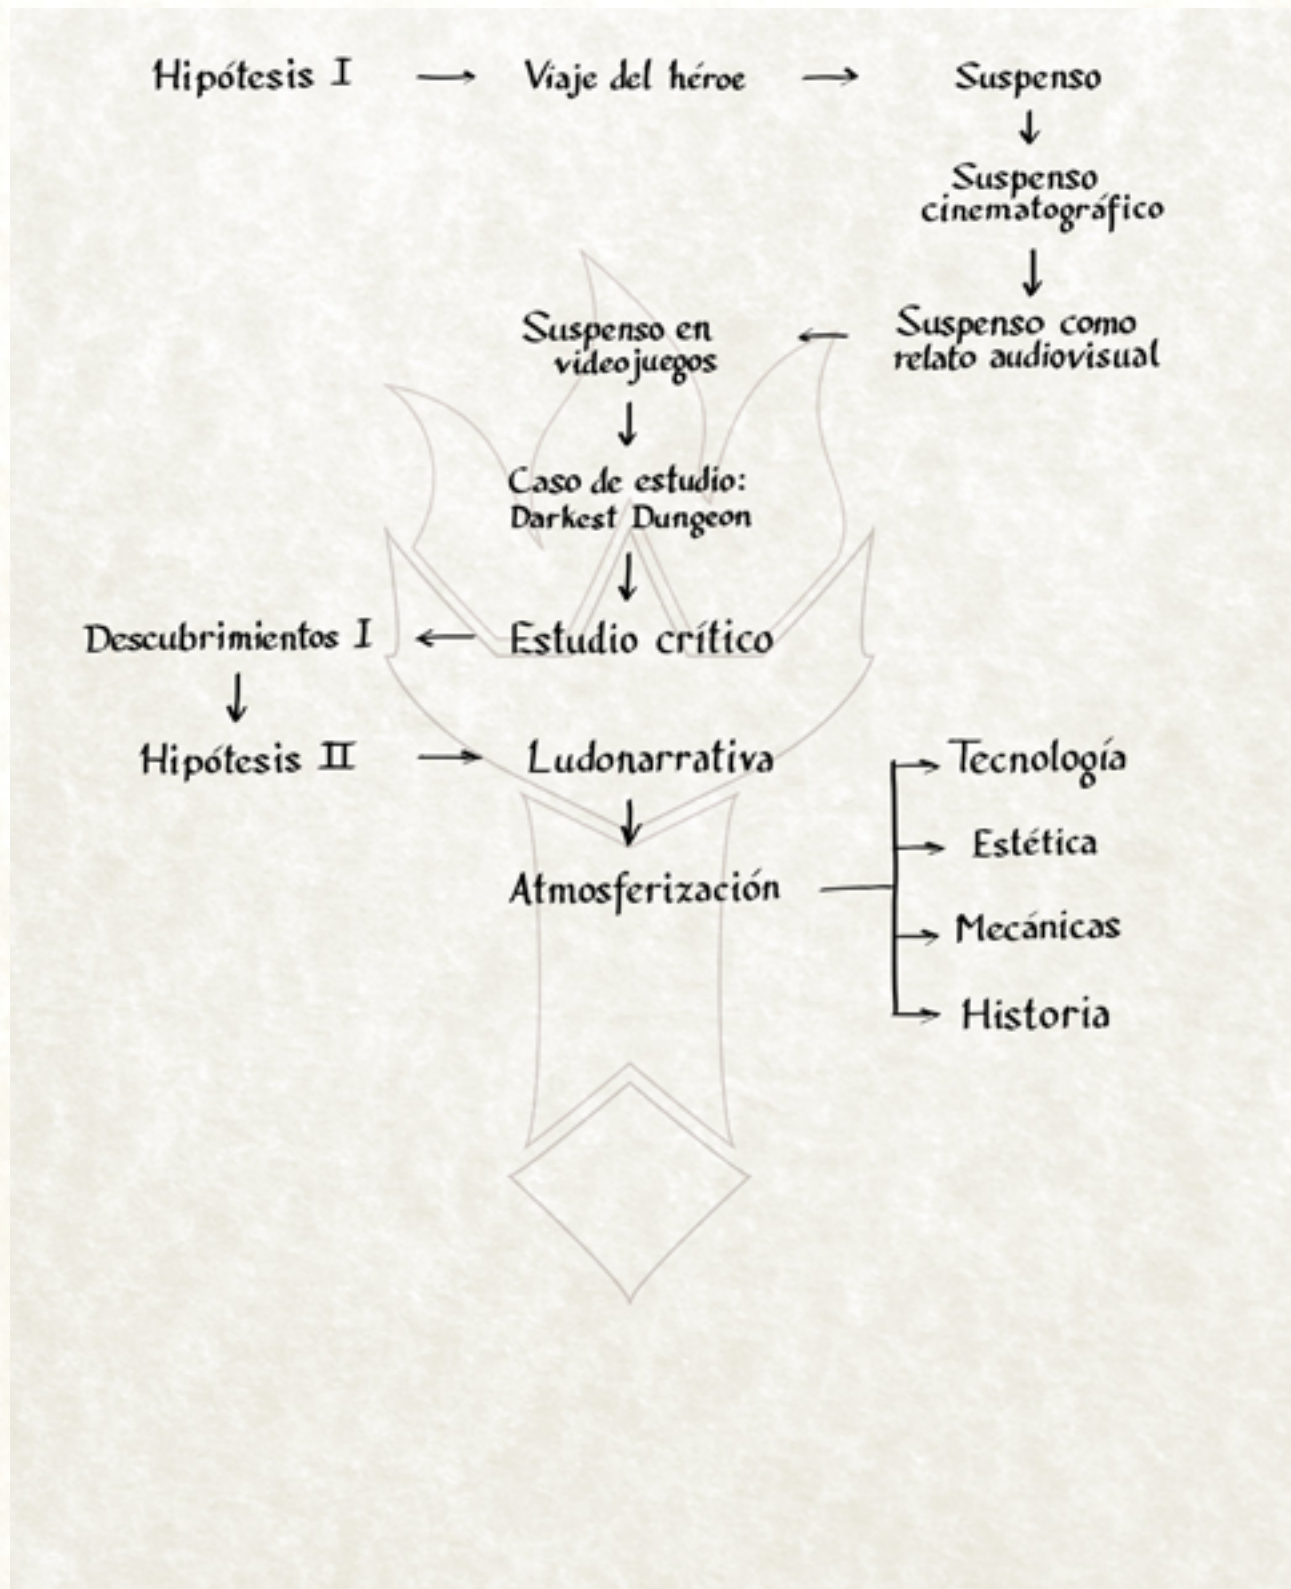 Hipótesis I
Viaje del héroe
Suspenso
Suspenso
cinematográfico
Suspenso como
relato audiovisual
Suspenso en
videojuegos
Caso de estudio:
Darkest Dungeon
Estudio crítico
Descubrimientos I
Hipótesis II
Ludonarrativa
Atmosferización
Tecnología
Estética
Mecánicas
Historia